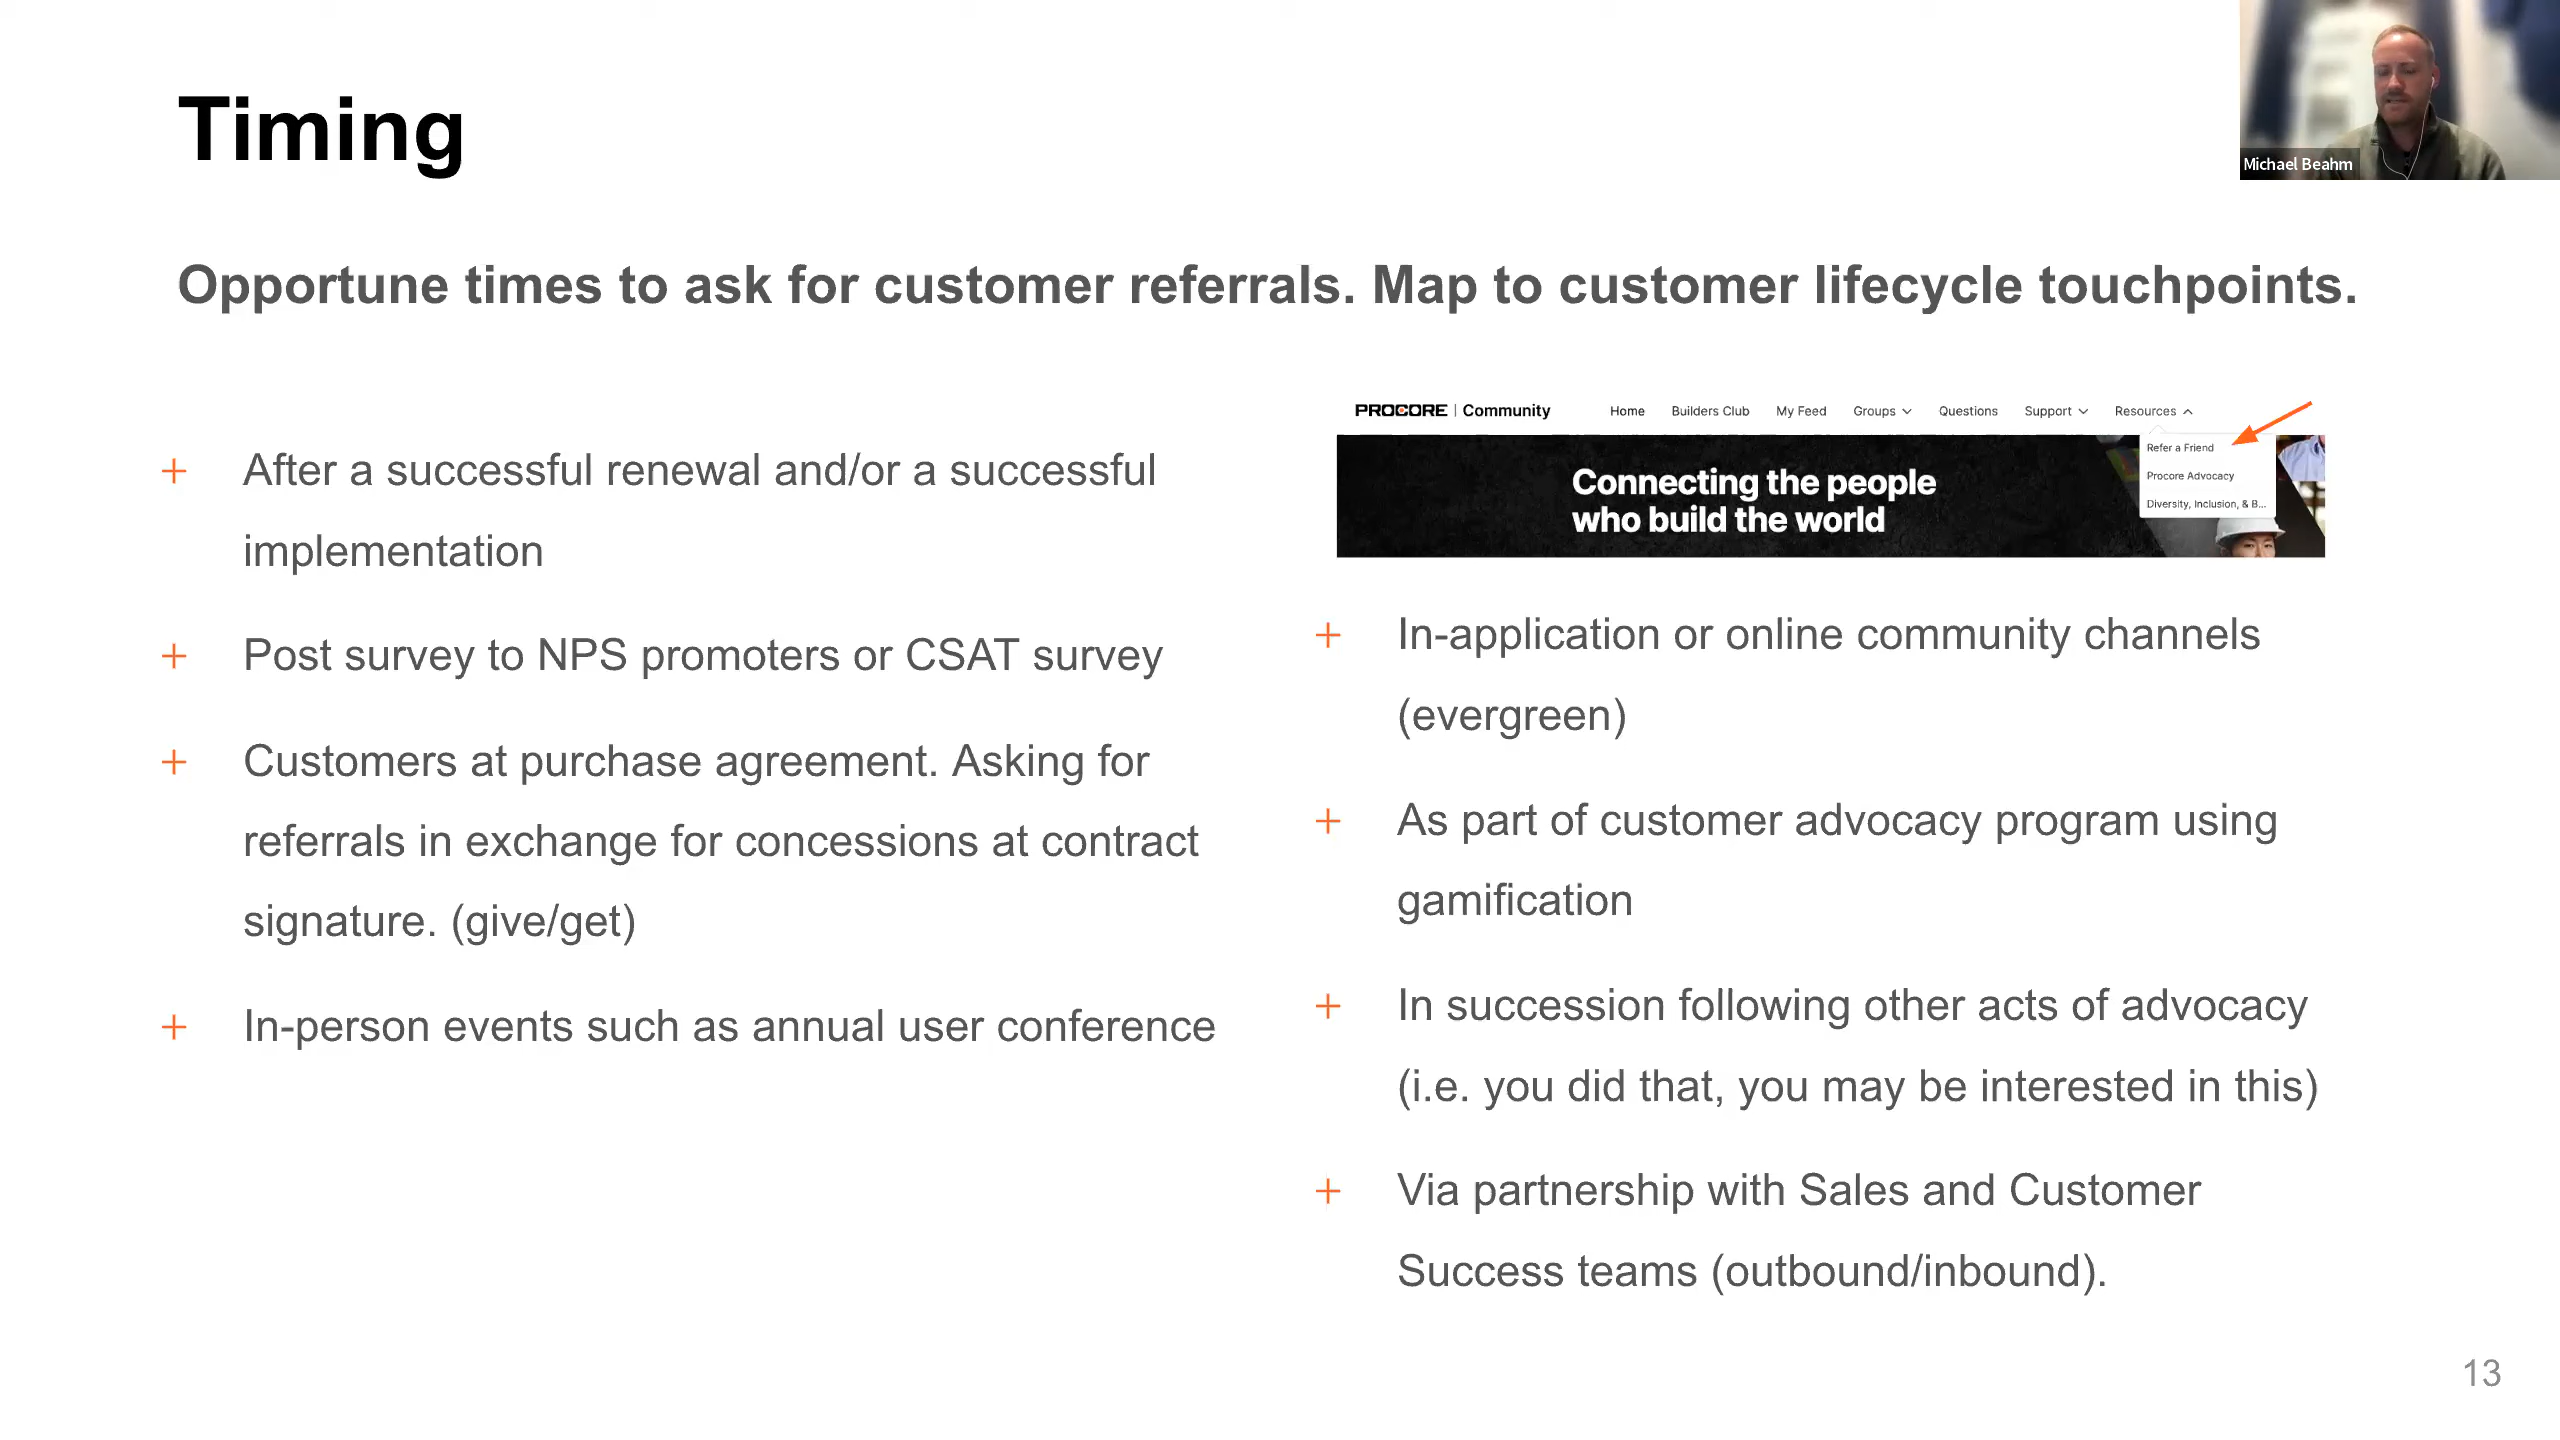 Timing
Michael Beahm
Opportune times to ask for customer referrals. Map to customer lifecycle touchpoints.
+ After a successful renewal and/or a successful
implementation
+ Post survey to NPS promoters or CSAT survey
+ Customers at purchase agreement. Asking for
referrals in exchange for concessions at contract
signature. (give/get)
+ In-person events such as annual user conference
PROCORE | Community Home Builders Club My Feed Groups Questions Support Resources
Refer a Friend
Procore Advocacy
Diversity, Inclusion, & B...
Connecting the people
who build the world
+ In-application or online community channels
(evergreen)
+ As part of customer advocacy program using
gamification
+ In succession following other acts of advocacy
(i.e. you did that, you may be interested in this)
+ Via partnership with Sales and Customer
Success teams (outbound/inbound).
13